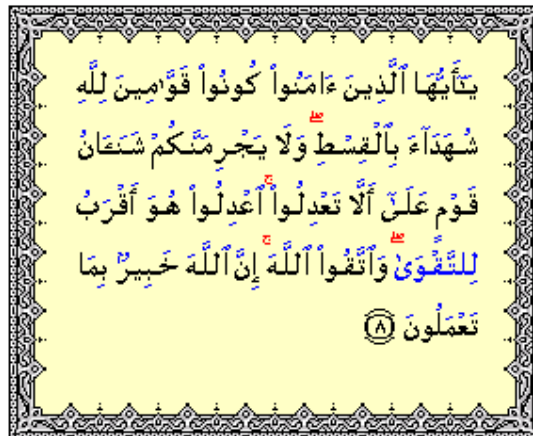 يَـٰٓأَيُّهَا ٱلَّذِينَ ءَامَنُوا۟ كُونُوا۟ قَوَّٰمِينَ لِلَّهِ
شُهَدَآءَ بِٱلْقِسْطِ ۖ وَلَا يَجْرِمَنَّكُمْ شَنَـَٔانُ
قَوْمٍ عَلَىٰٓ أَلَّا تَعْدِلُوا۟ ۚ ٱعْدِلُوا۟ هُوَ أَقْرَبُ
لِلتَّقْوَىٰ ۖ وَٱتَّقُوا۟ ٱللَّهَ ۚ إِنَّ ٱللَّهَ خَبِيرٌۢ بِمَا
تَعْمَلُونَ ٨